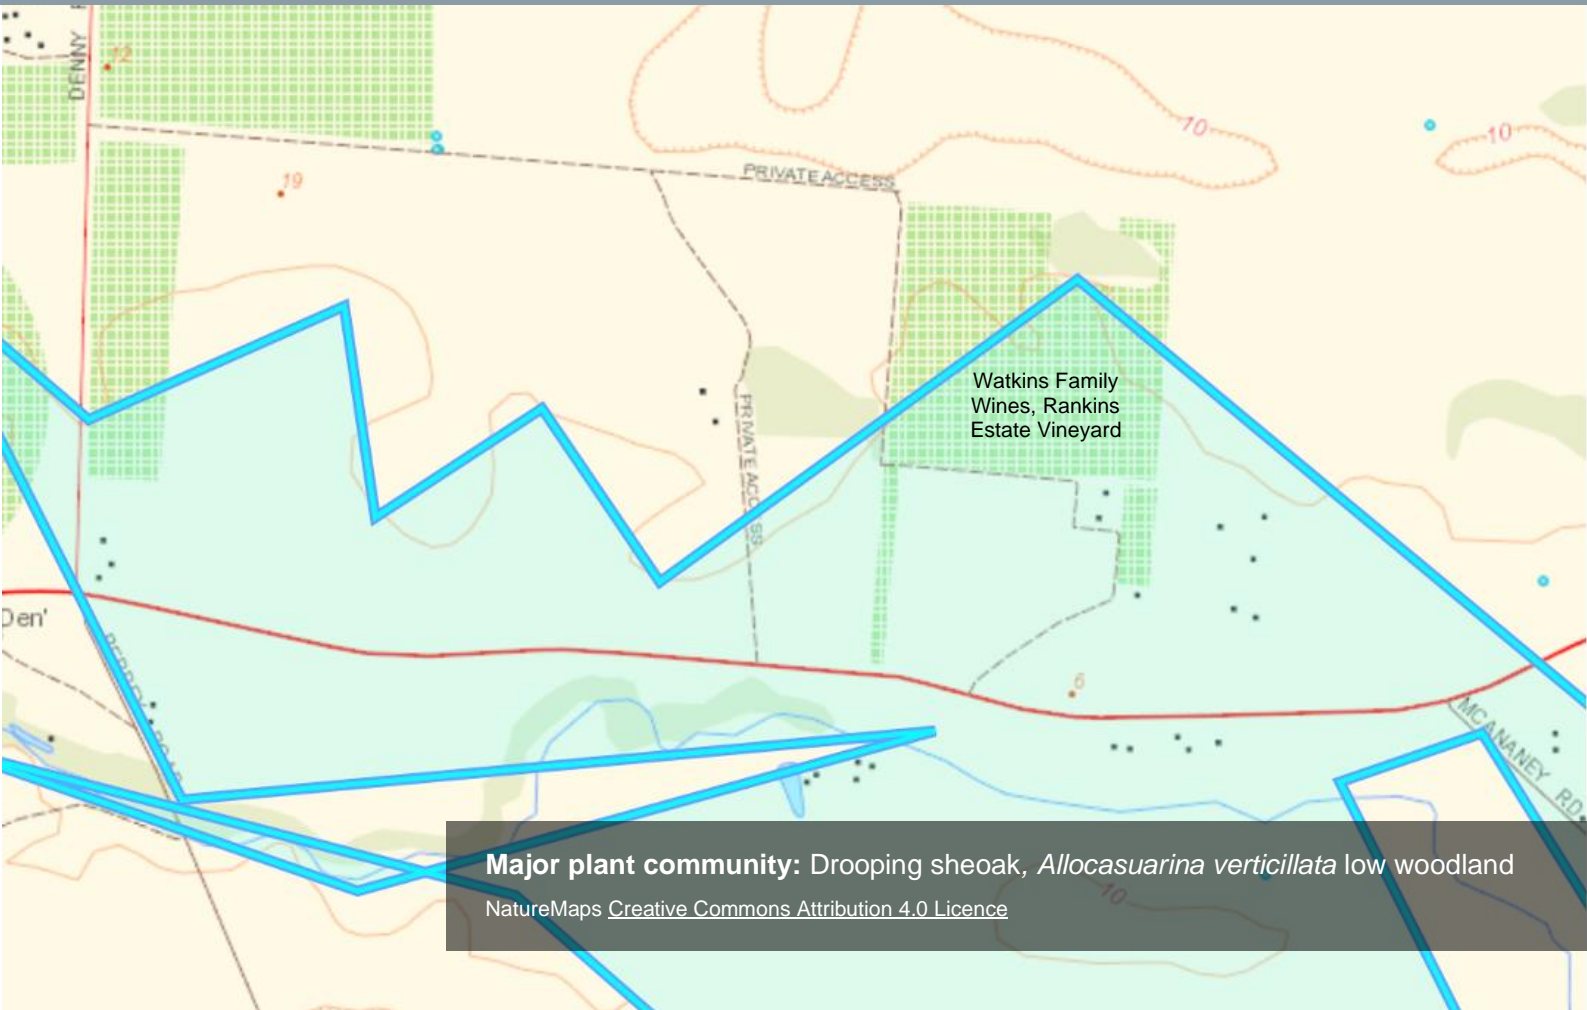 DENNY
12
19
PRIVATE ACCESS
10
10
Watkins Family
Wines, Rankins
Estate Vineyard
PRIVATE ACCESS
Den'
6
MCANANEY RD
Major plant community: Drooping sheoak, Allocasuarina verticillata low woodland
10
NatureMaps Creative Commons Attribution 4.0 Licence